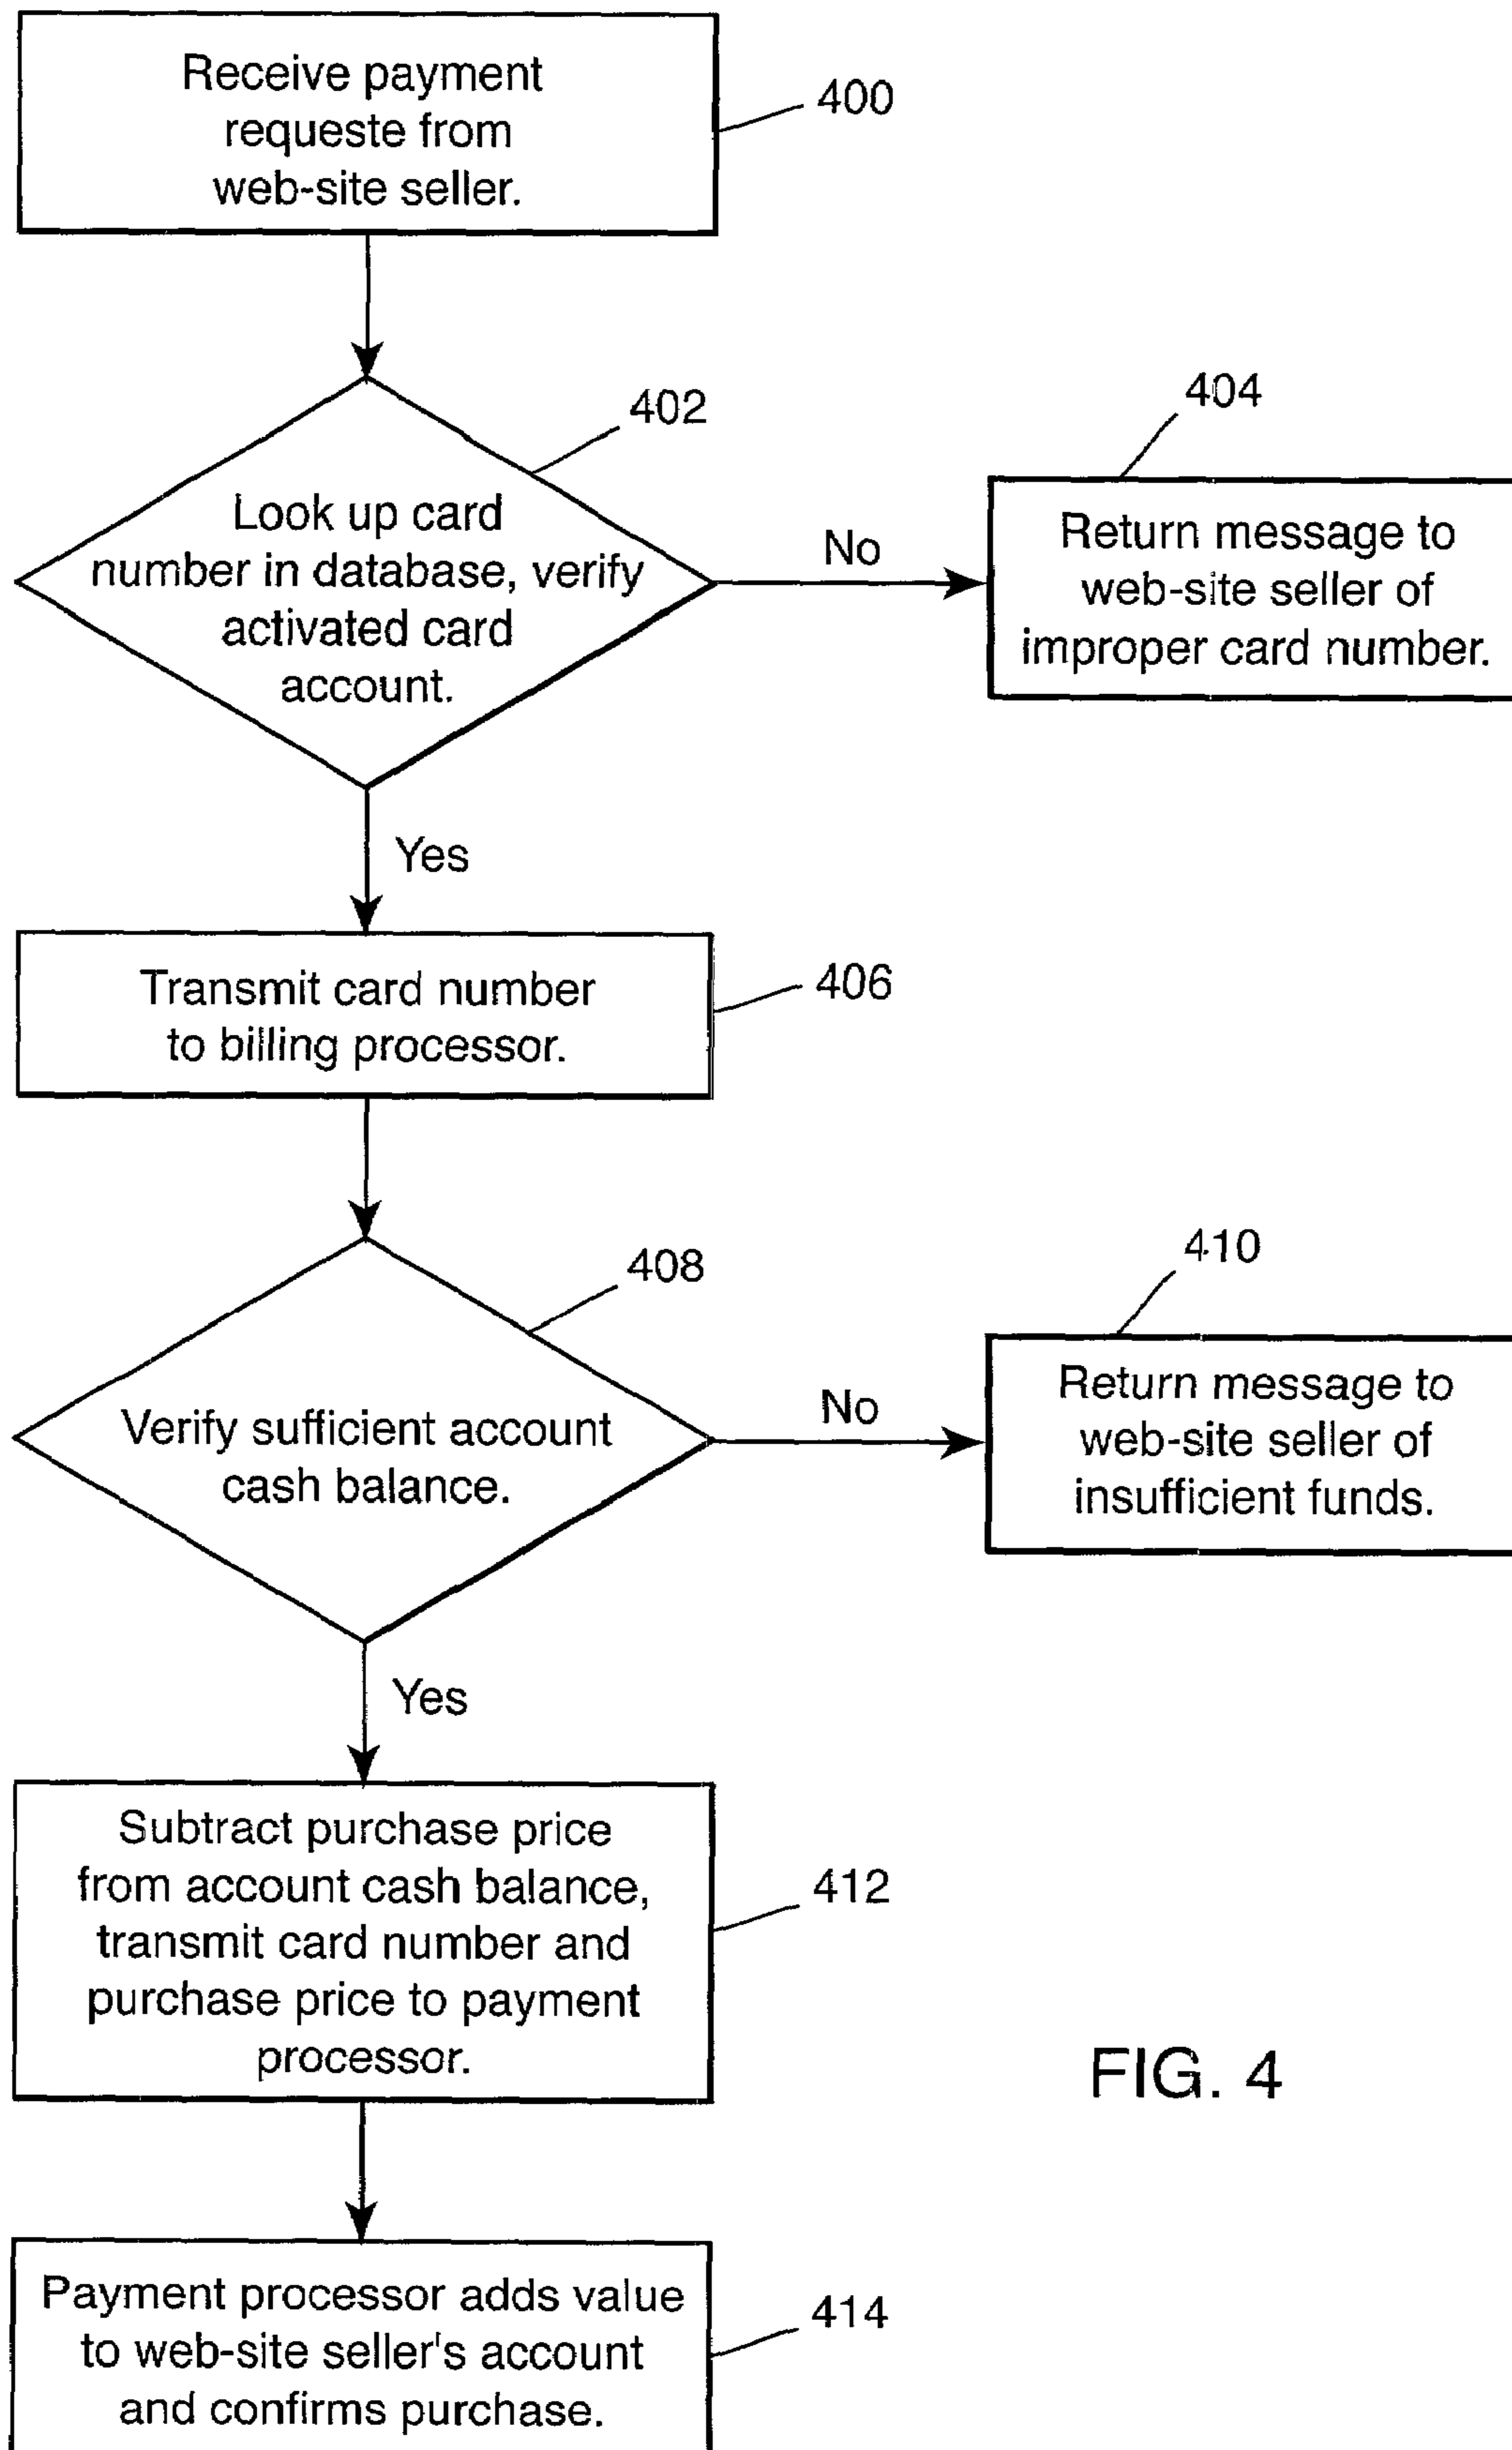 Receive payment
requeste from
web-site seller.
400
402
Look up card
number in database, verify
activated card
account.
No
404
Return message to
web-site seller of
improper card number.
Yes
Transmit card number
to billing processor.
406
408
Verify sufficient account
cash balance.
No
410
Return message to
web-site seller of
insufficient funds.
Yes
Subtract purchase price
from account cash balance,
transmit card number and
purchase price to payment
processor.
412
FIG. 4
Payment processor adds value
to web-site seller's account
and confirms purchase.
414